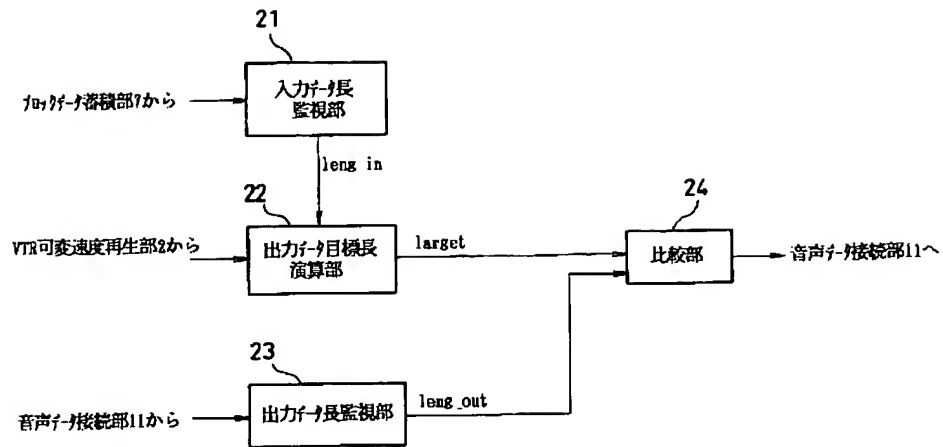 21
ブロックデータ蓄積部7から
入力データ長
監視部
leng in
22
24
VTR可変速度再生部2から
出力データ目標長
演算部
larget
比較部
音声データ接続部11へ
23
音声データ接続部11から
出力データ長監視部
leng_out